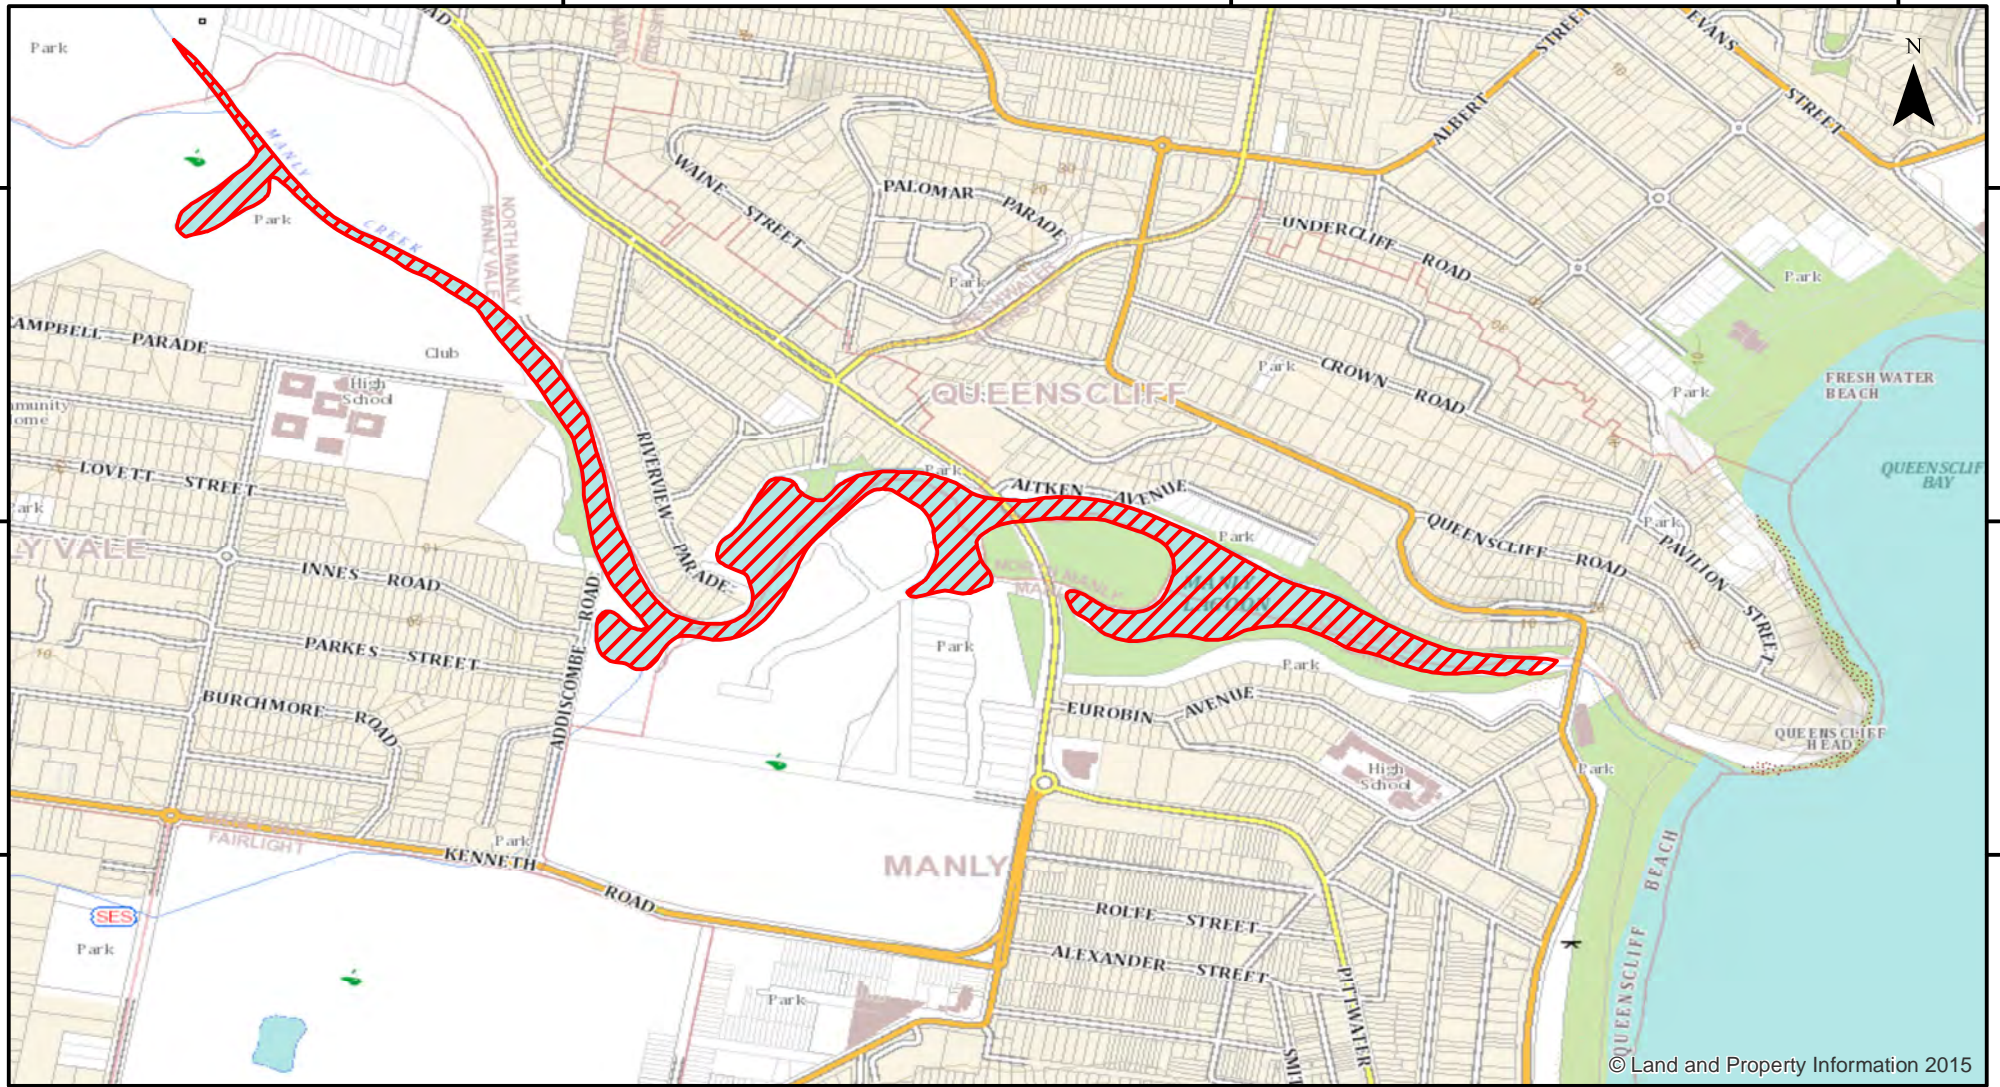 Park
N
EVANS
STREET
STREET
ALBERT
MANLY
CREEK
Park
NORTH MANLY
MANLY VALE
WAINE STREET
PALOMAR PARADE
UNDERCLIFF ROAD
Park
Park
CAMPBELL PARADE
Club
High
School
QUEENSCLIFF
Park
CROWN ROAD
Park
FRESHWATER
BEACH
LOVETT STREET
RIVERVIEW PARADE
Park
AITKEN AVENUE
Park
QUEENSCLIFF ROAD
Park
PAVILION STREET
BAY
INNES ROAD
MANLY
LAGOON
PARKES STREET
ADDISCOMBE ROAD
Park
Park
BURCHMORE ROAD
EUROBIN AVENUE
High
School
Park
QUEENSCLIFF
HEAD
FAIRLIGHT
Park
KENNETH ROAD
MANLY
SES
Park
ROLFE STREET
ALEXANDER STREET
PITTWATER
Park
QUEENSCLIFF BEACH
© Land and Property Information 2015